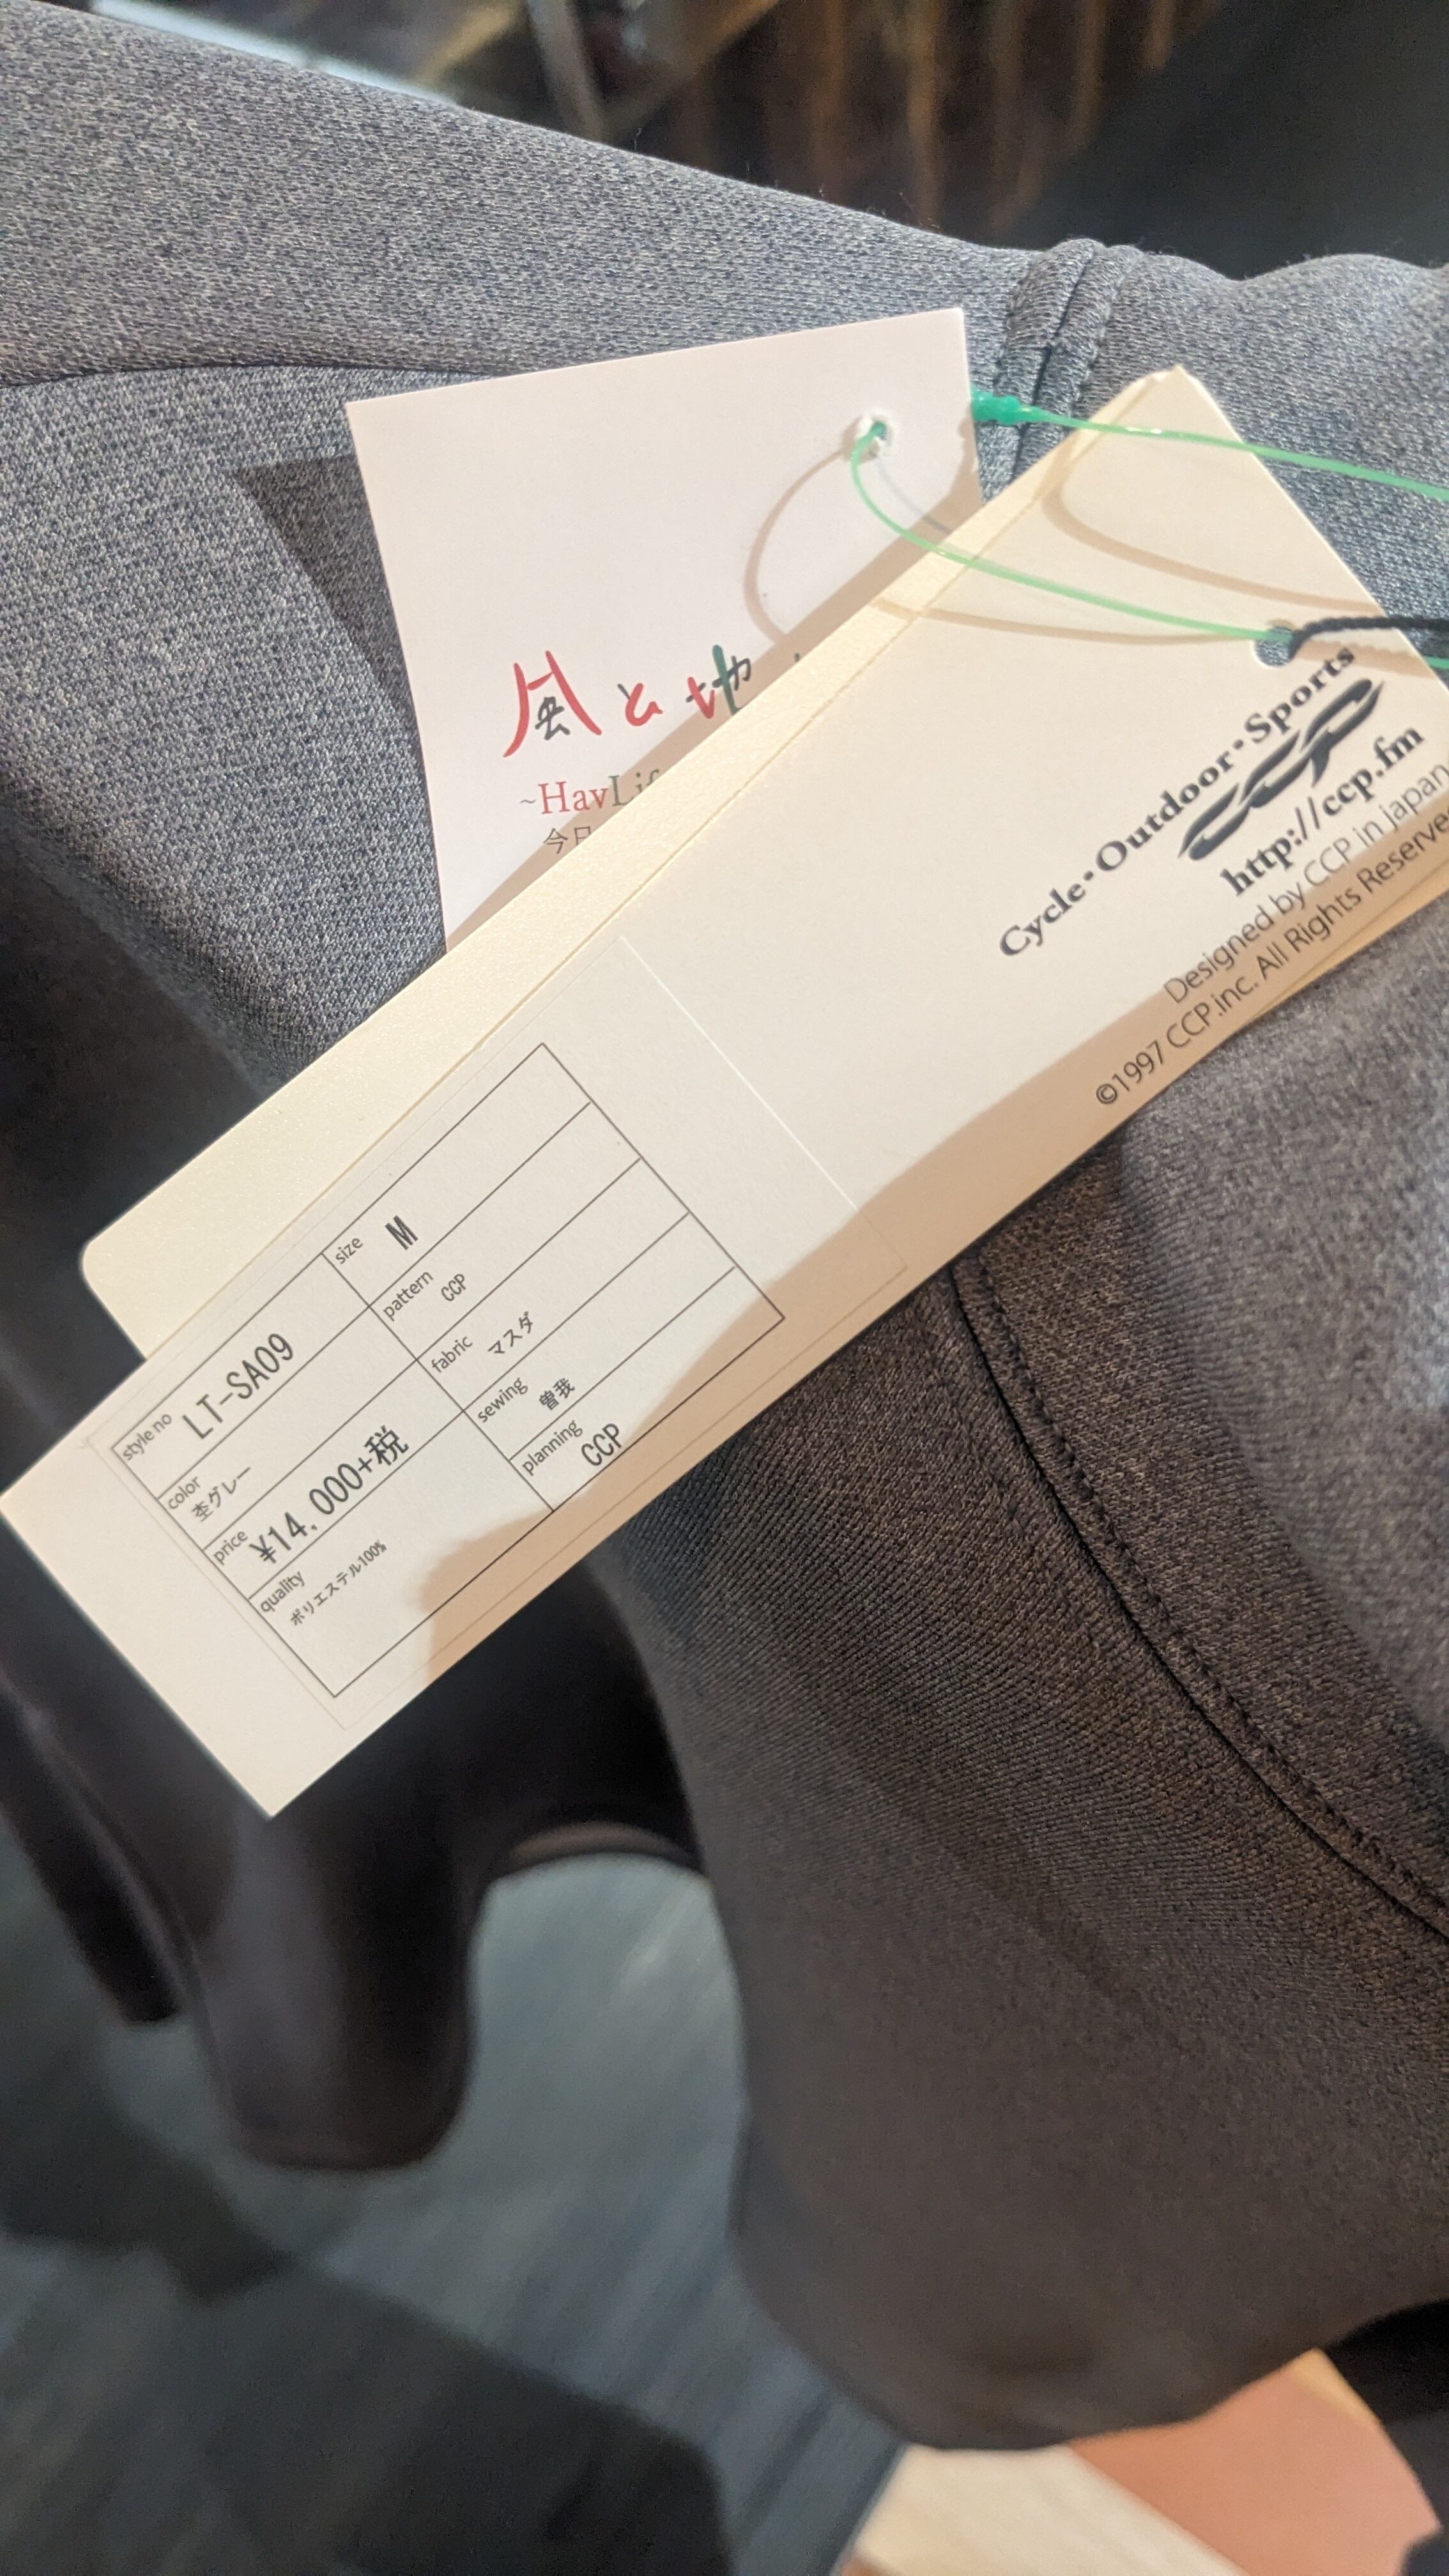 風と地
~HavLif
今日
Cycle・Outdoor・Sports
CCP
http://ccp.fm
Designed by CCP in japan
©1997 CCP.inc. All Rights Reserve
style no LT-SA09
size M
color 杢グレー
pattern CCP
price ¥14.000+税
fabric マスダ
quality ポリエステル100%
sewing 曽我
planning CCP